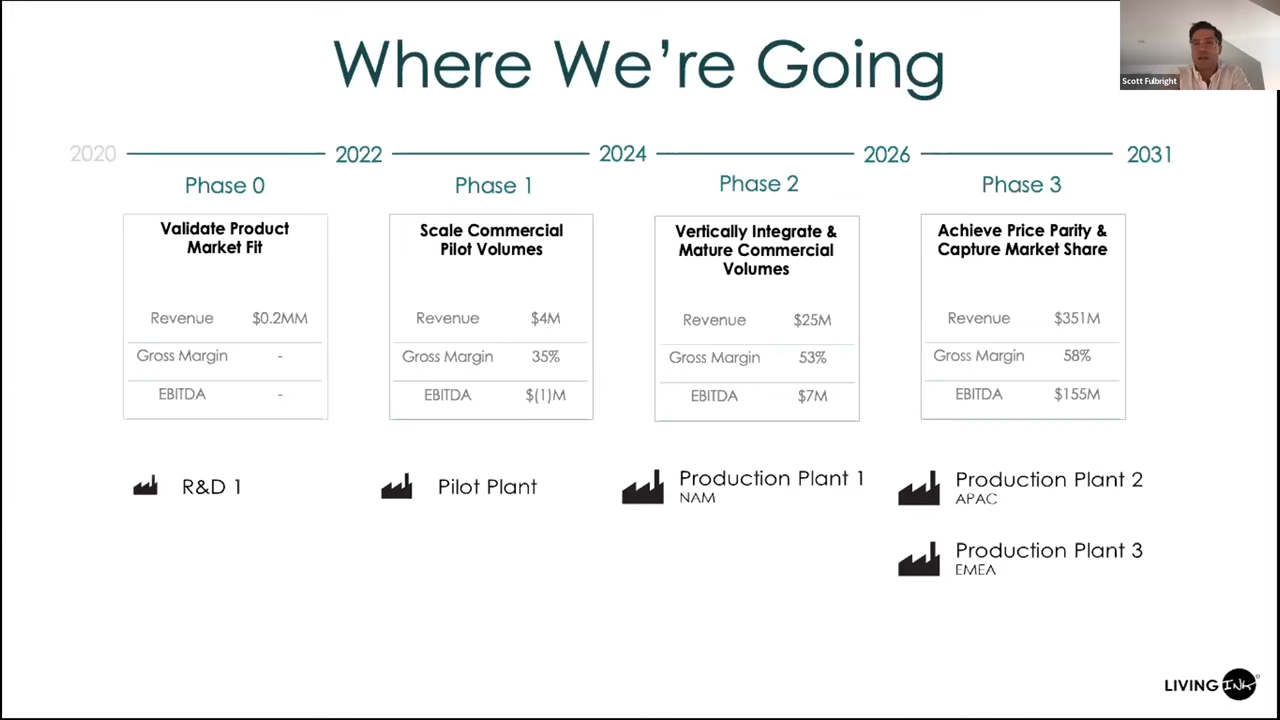 Where We're Going
Scott Fulbright
2020 2022 2024 2026 2031
Phase 0 Phase 1 Phase 2 Phase 3
Validate Product
Market Fit
Revenue $0.2MM
Gross Margin -
EBITDA -
Scale Commercial
Pilot Volumes
Revenue $4M
Gross Margin 35%
EBITDA $(1)M
Vertically Integrate &
Mature Commercial
Volumes
Revenue $25M
Gross Margin 53%
EBITDA $7M
Achieve Price Parity &
Capture Market Share
Revenue $351M
Gross Margin 58%
EBITDA $155M
R&D 1
Pilot Plant
Production Plant 1
NAM
Production Plant 2
APAC
Production Plant 3
EMEA
LIVING INK©